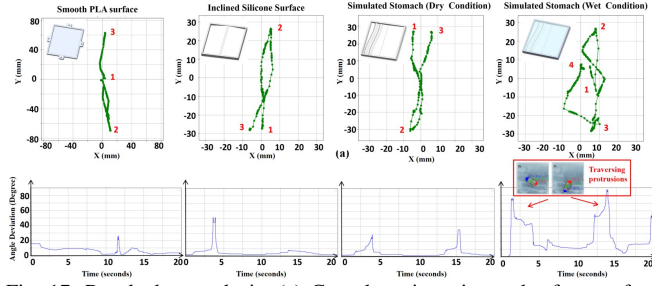 Smooth PLA surface
Inclined Silicone Surface
Simulated Stomach (Dry Condition)
Simulated Stomach (Wet Condition)
Y (mm)
80
40
0
40
80
-80 -40 0 40 80
X (mm)
3
1
2
Y (mm)
30
20
10
0
-10
-20
-30
-30 -20 -10 0 10 20 30
X (mm)
2
3
1
Y (mm)
30
20
10
0
-10
-20
-30
-30 -20 -10 0 10 20 30
X (mm)
1
3
2
Y (mm)
30
20
10
0
-10
-20
-30
-30 -20 -10 0 10 20 30
X (mm)
2
4
1
3
(a)
Traversing
protrusions
Angle Deviation (Degree)
80
60
40
20
0
0 5 10 15 20
Time (seconds)
0 5 10 15 20
Time (seconds)
0 5 10 15 20
Time (seconds)
0 5 10 15 20
Time (seconds)